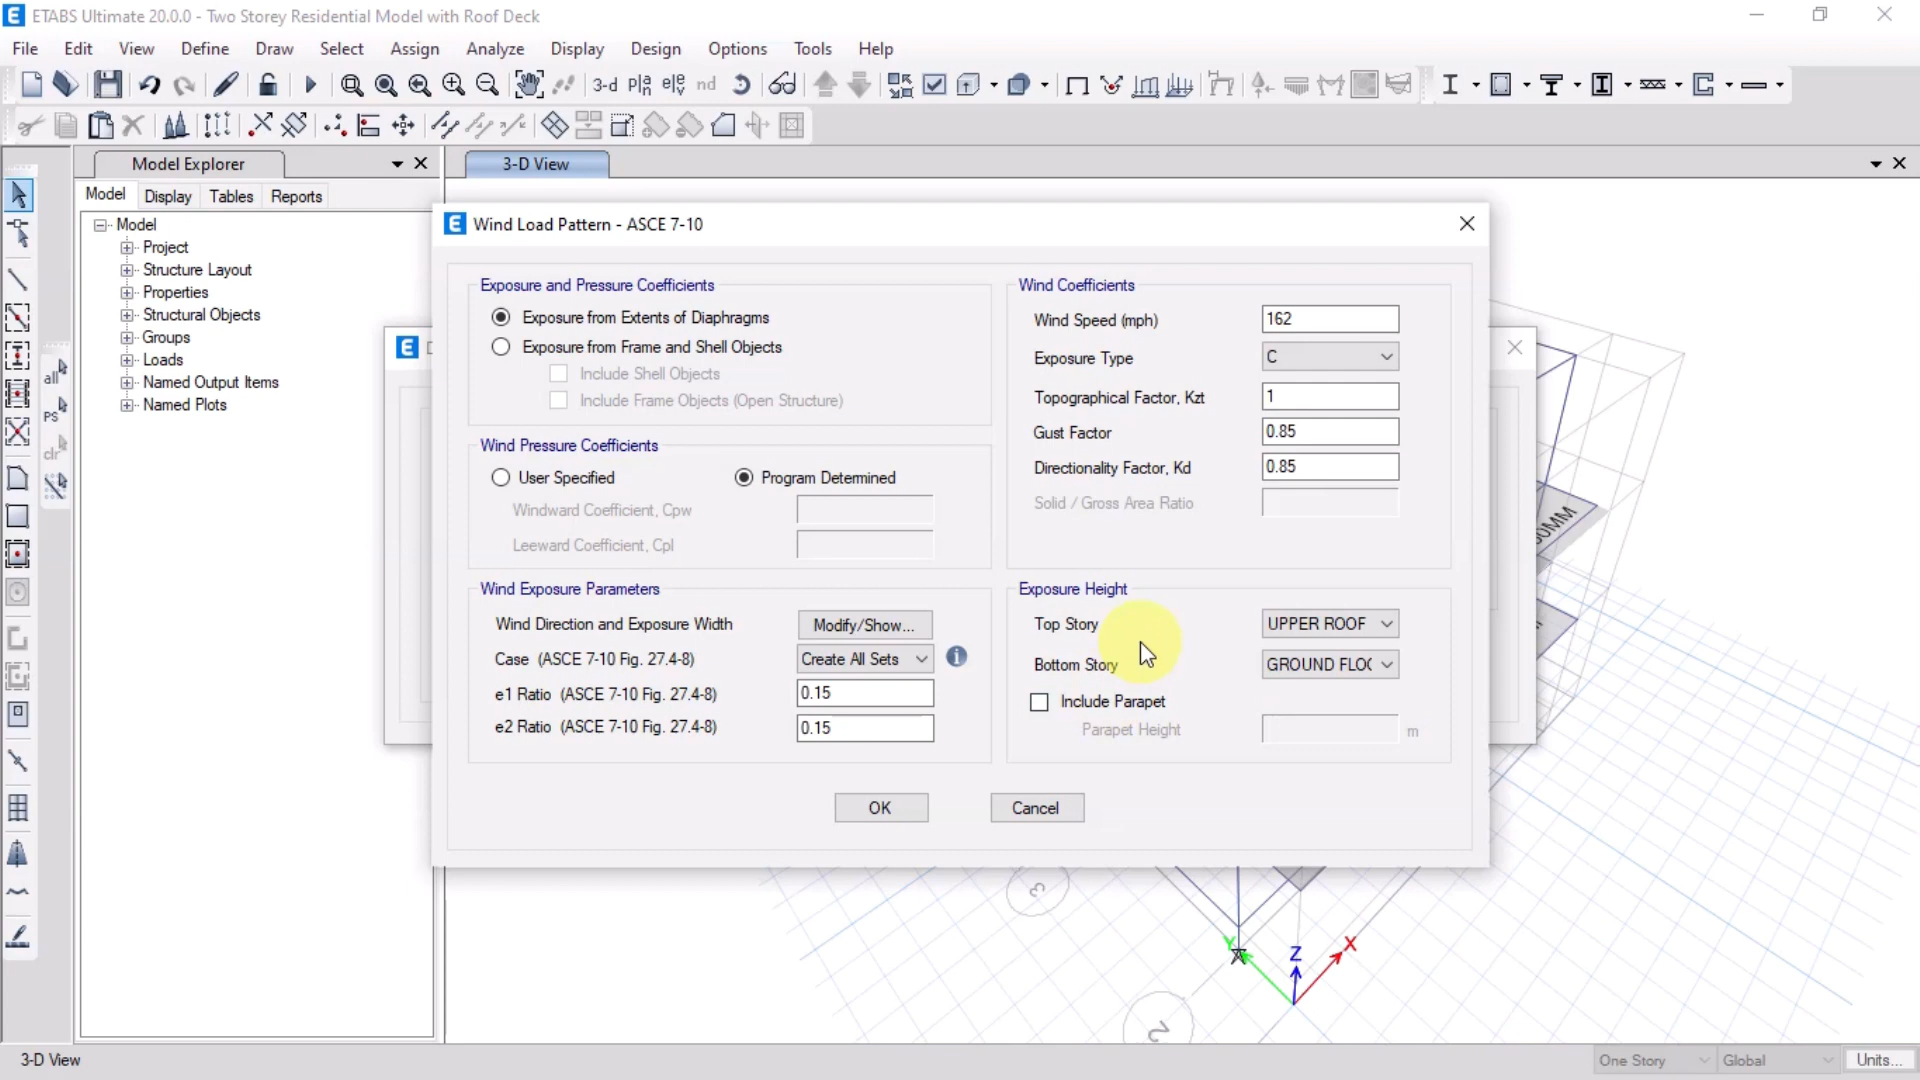 ETABS Ultimate 20.0.0 - Two Storey Residential Model with Roof Deck
File Edit View Define Draw Select Assign Analyze Display Design Options Tools Help
3-d
nd
Model Explorer
3-D View
Model Display Tables Reports
Model
Project
Structure Layout
Properties
Structural Objects
Groups
Loads
Named Output Items
Named Plots
all
PS
clr
Wind Load Pattern - ASCE 7-10
Exposure and Pressure Coefficients
Exposure from Extents of Diaphragms
Exposure from Frame and Shell Objects
Include Shell Objects
Include Frame Objects (Open Structure)
Wind Pressure Coefficients
User Specified
Program Determined
Windward Coefficient, Cpw
Leeward Coefficient, Cpl
Wind Exposure Parameters
Wind Direction and Exposure Width Modify/Show...
Case (ASCE 7-10 Fig. 27.4-8) Create All Sets
e1 Ratio (ASCE 7-10 Fig. 27.4-8) 0.15
e2 Ratio (ASCE 7-10 Fig. 27.4-8) 0.15
Wind Coefficients
Wind Speed (mph) 162
Exposure Type C
Topographical Factor, Kzt 1
Gust Factor 0.85
Directionality Factor, Kd 0.85
Solid / Gross Area Ratio
Exposure Height
Top Story UPPER ROOF
Bottom Story GROUND FLOC
Include Parapet
Parapet Height m
OK
Cancel
3
2
Y
Z
X
3-D View
One Story
Global
Units...